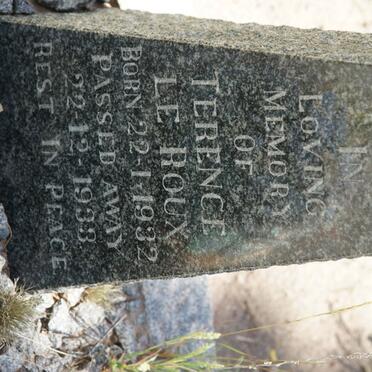 IN
LOVING
MEMORY
OF
TERENCE
LE ROUX
BORN 22-1-1932
PASSED AWAY
22-12-1938
REST IN PEACE